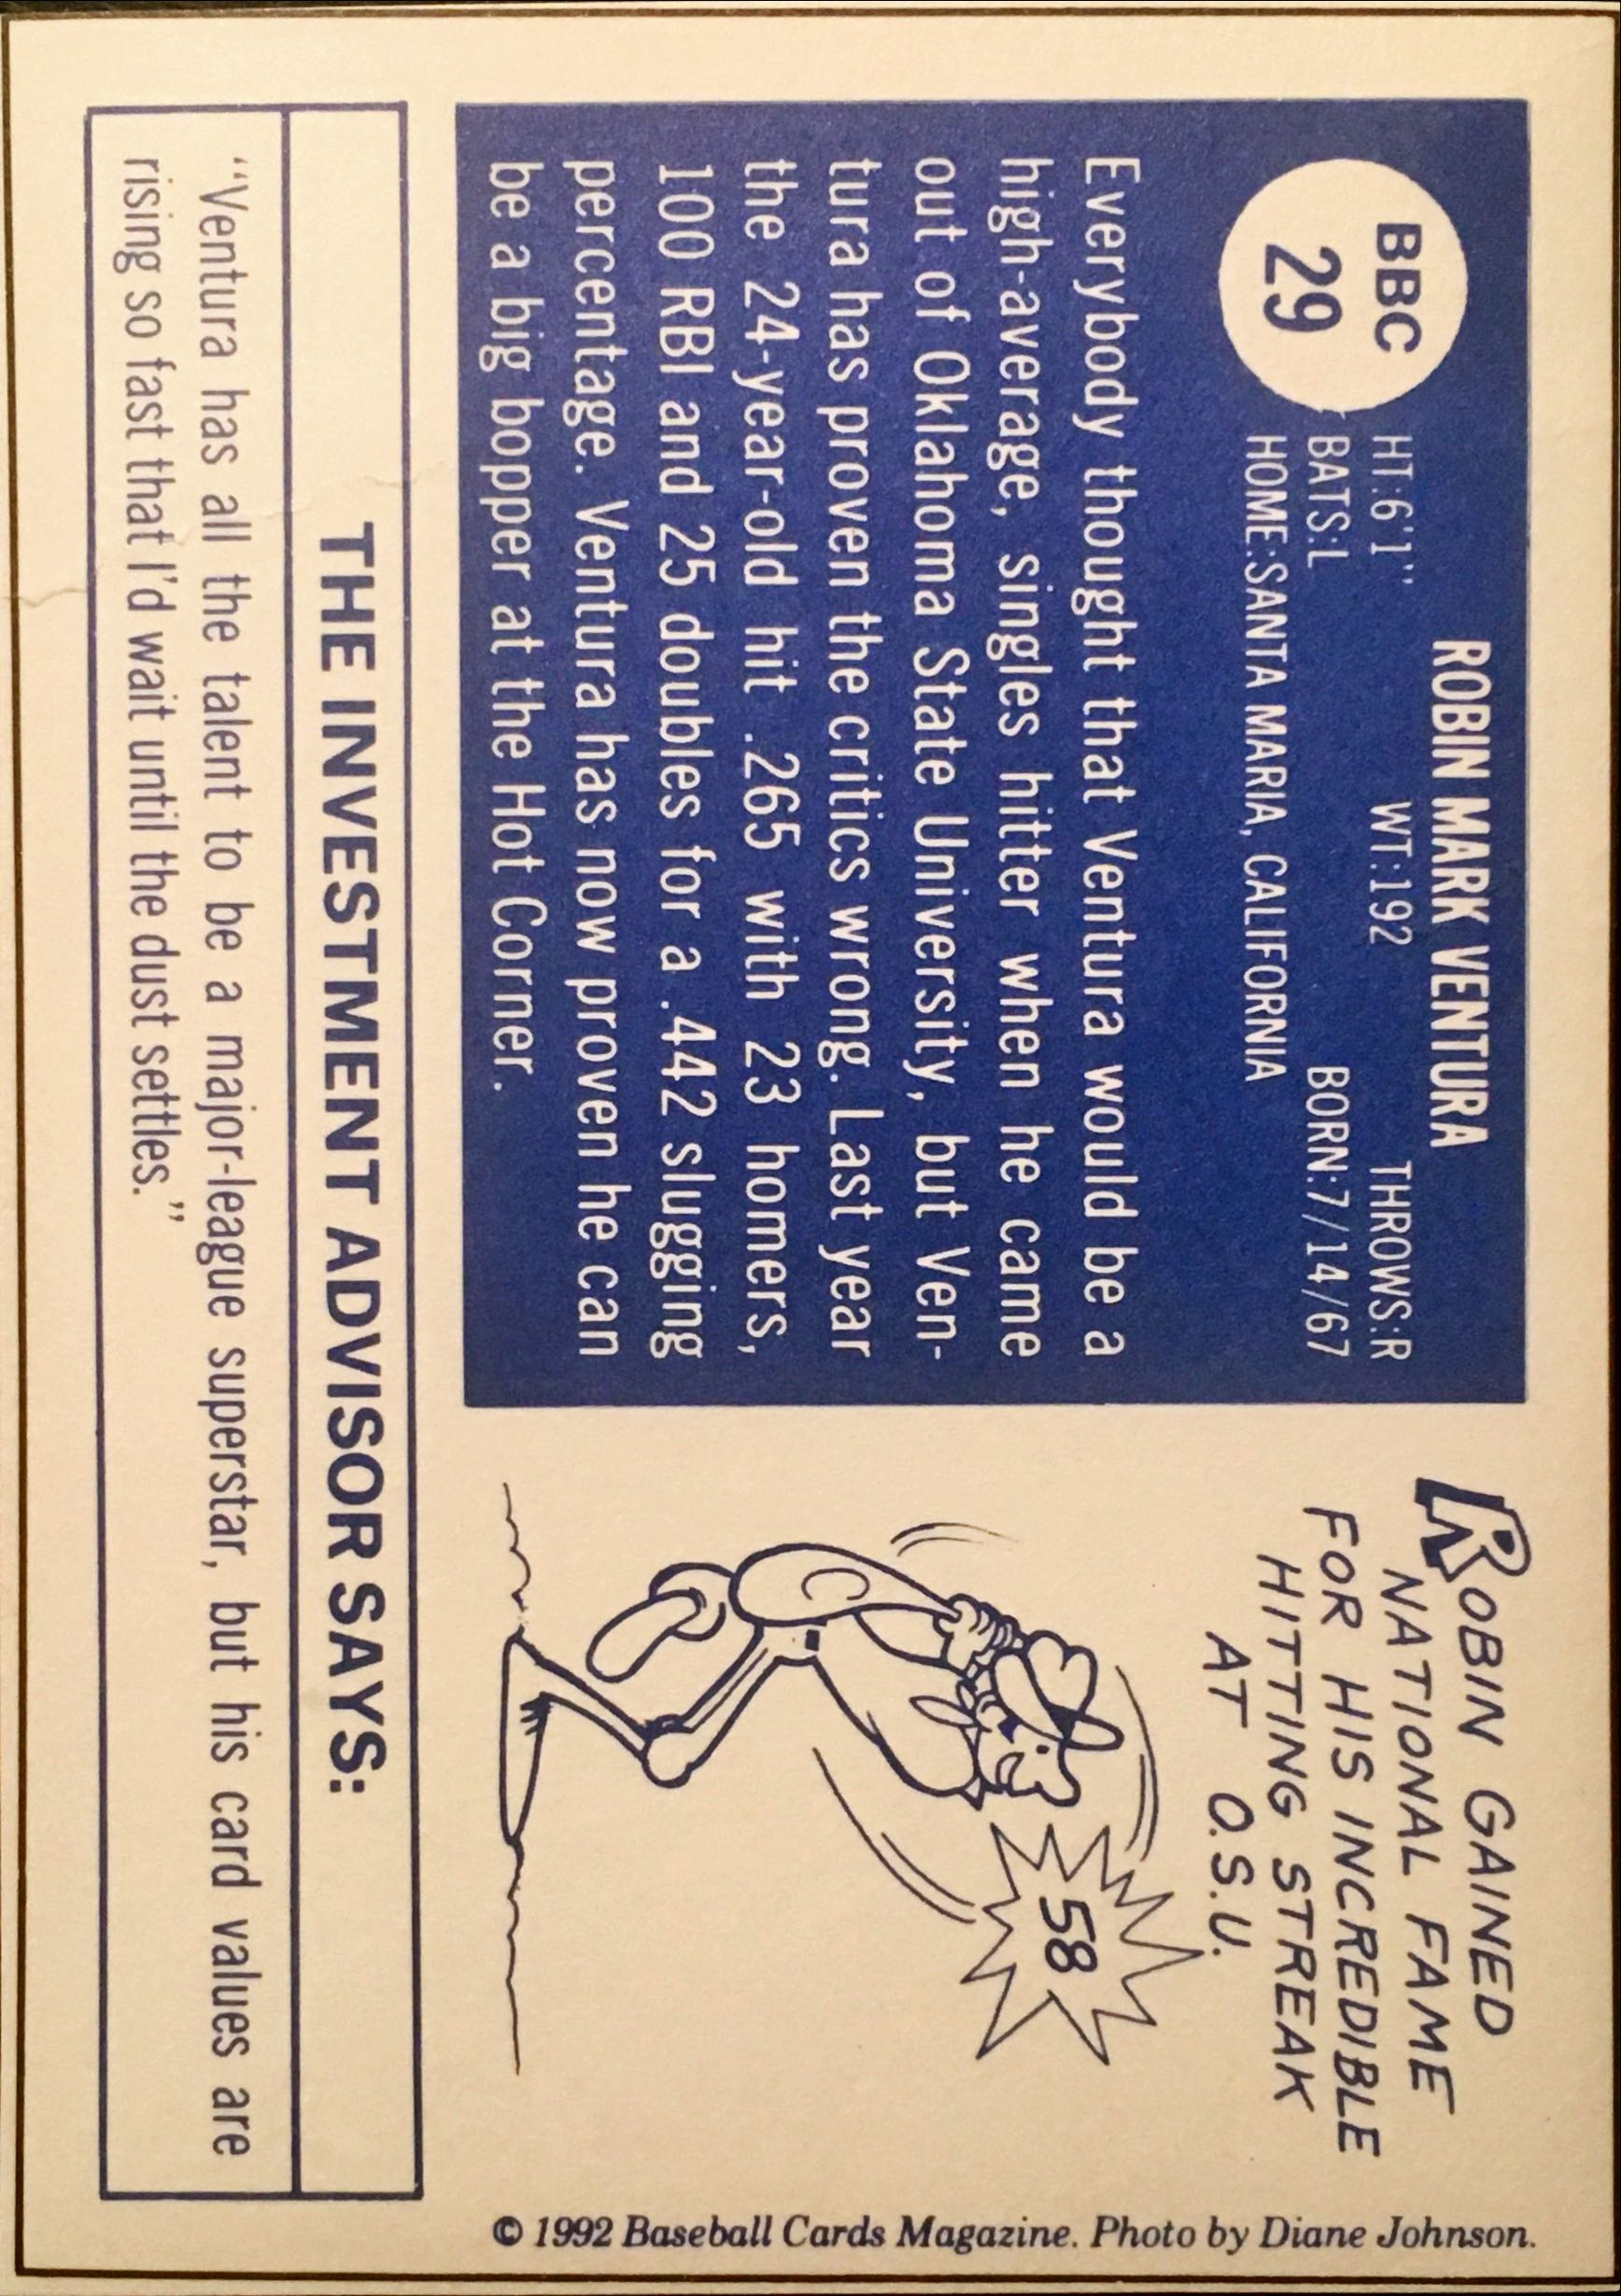 ROBIN MARK VENTURA
BBC
29
HT:6'1" WT:192 THROWS:R
BATS:L BORN:7/14/67
HOME:SANTA MARIA, CALIFORNIA
Everybody thought that Ventura would be a
high-average, singles hitter when he came
out of Oklahoma State University, but Ven-
tura has proven the critics wrong. Last year
the 24-year-old hit .265 with 23 homers,
100 RBI and 25 doubles for a .442 slugging
percentage. Ventura has now proven he can
be a big bopper at the Hot Corner.
ROBIN GAINED
NATIONAL FAME
FOR HIS INCREDIBLE
HITTING STREAK
AT O.S.U.
58
THE INVESTMENT ADVISOR SAYS:
"Ventura has all the talent to be a major-league superstar, but his card values are
rising so fast that I'd wait until the dust settles."
© 1992 Baseball Cards Magazine. Photo by Diane Johnson.